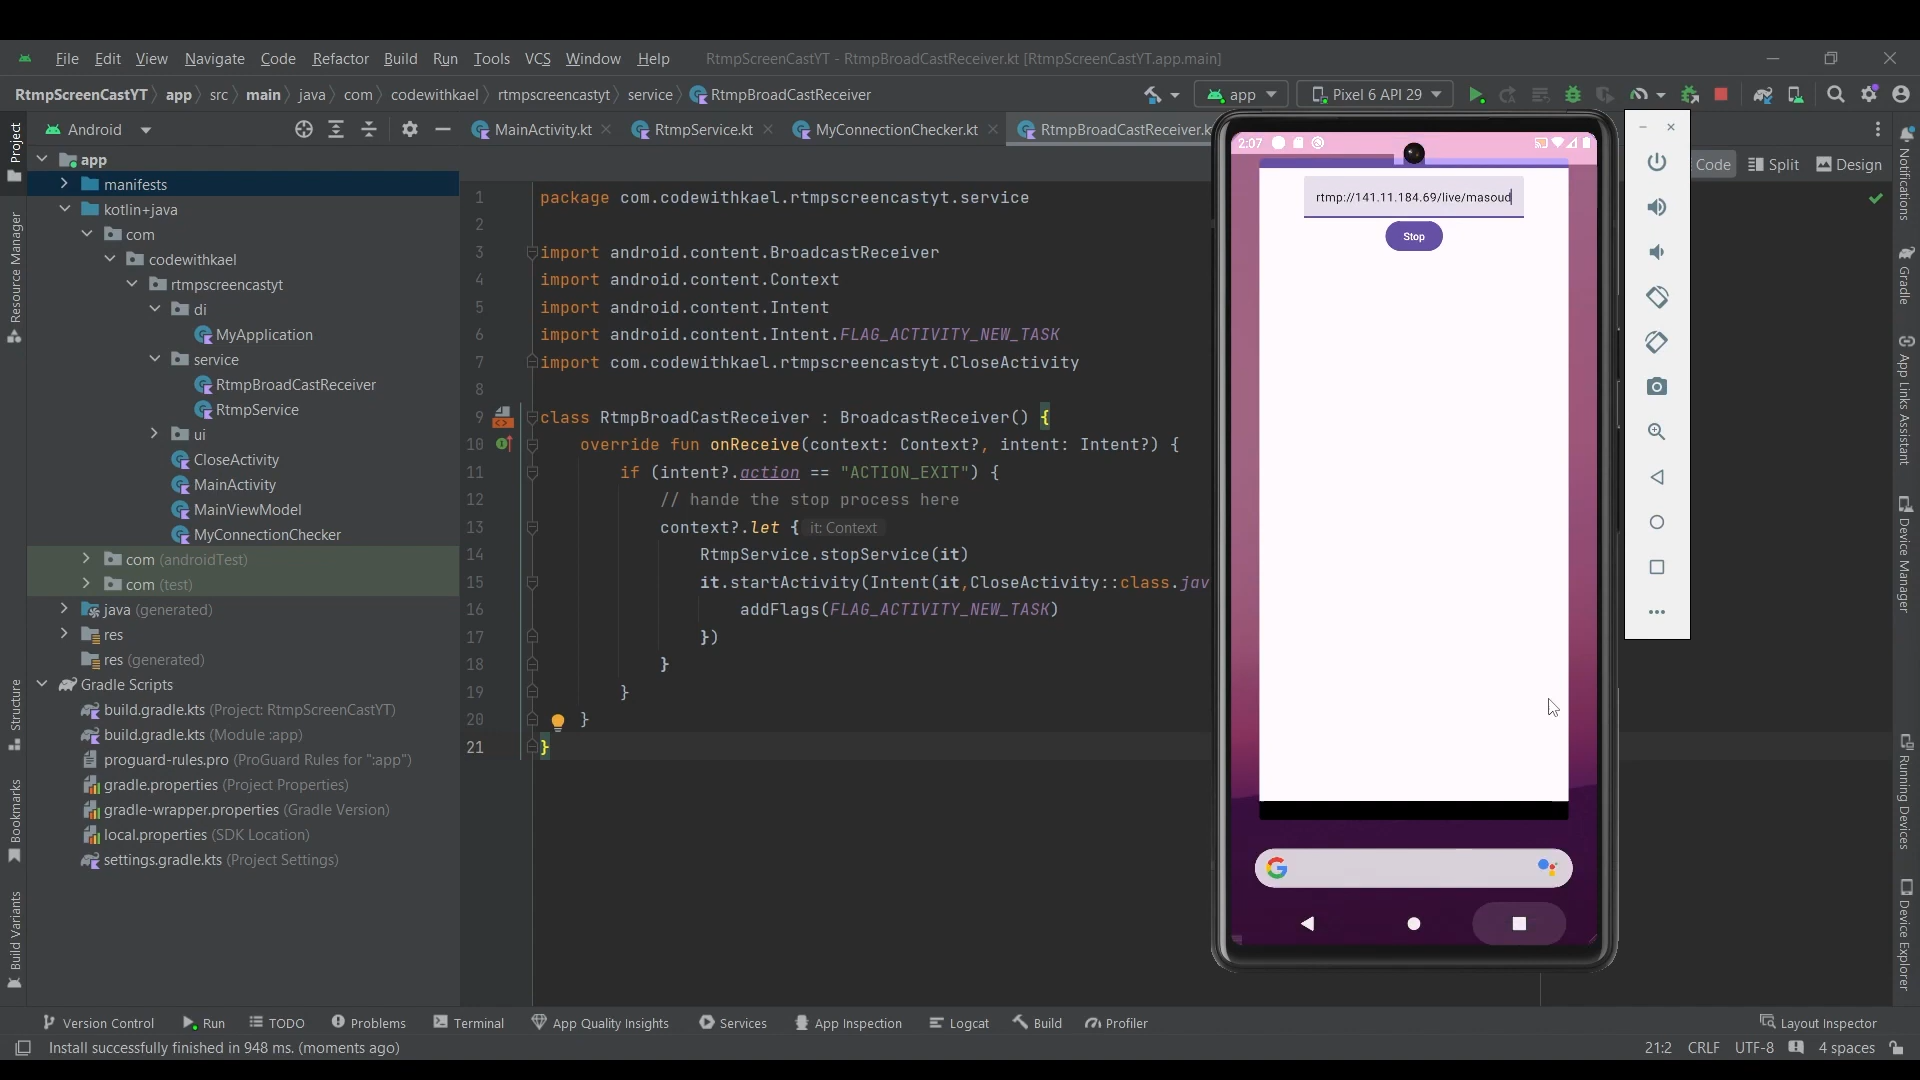 File Edit View Navigate Code Refactor Build Run Tools VCS Window Help RtmpScreenCastYT - RtmpBroadCastReceiver.kt [RtmpScreenCastYT.app.main]
RtmpScreenCastYT app src main java com codewithkael rtmpscreencastyt service RtmpBroadCastReceiver app Pixel 6 API 29
Android MainActivity.kt RtmpService.kt MyConnectionChecker.kt RtmpBroadCastReceiver.k
Code Split Design
app
manifests
kotlin+java
com
codewithkael
rtmpscreencastyt
di
MyApplication
service
RtmpBroadCastReceiver
RtmpService
ui
CloseActivity
MainActivity
MainViewModel
MyConnectionChecker
com (androidTest)
com (test)
java (generated)
res
res (generated)
Gradle Scripts
build.gradle.kts (Project: RtmpScreenCastYT)
build.gradle.kts (Module :app)
proguard-rules.pro (ProGuard Rules for ":app")
gradle.properties (Project Properties)
gradle-wrapper.properties (Gradle Version)
local.properties (SDK Location)
settings.gradle.kts (Project Settings)
1 package com.codewithkael.rtmpscreencastyt.service
2
3 import android.content.BroadcastReceiver
4 import android.content.Context
5 import android.content.Intent
6 import android.content.Intent.FLAG_ACTIVITY_NEW_TASK
7 import com.codewithkael.rtmpscreencastyt.CloseActivity
8
9 class RtmpBroadCastReceiver : BroadcastReceiver() {
10 override fun onReceive(context: Context?, intent: Intent?) {
11 if (intent?.action == "ACTION_EXIT") {
12 // hande the stop process here
13 context?.let { it: Context
14 RtmpService.stopService(it)
15 it.startActivity(Intent(it,CloseActivity::class.jav
16 addFlags(FLAG_ACTIVITY_NEW_TASK)
17 })
18 }
19 }
20 }
21 }
2:07
rtmp://141.11.184.69/live/masoud
Stop
Project
Resource Manager
Structure
Bookmarks
Build Variants
Notifications
Gradle
App Links Assistant
Device Manager
Running Devices
Device Explorer
Version Control Run TODO Problems Terminal App Quality Insights Services App Inspection Logcat Build Profiler Layout Inspector
Install successfully finished in 948 ms. (moments ago) 21:2 CRLF UTF-8 4 spaces